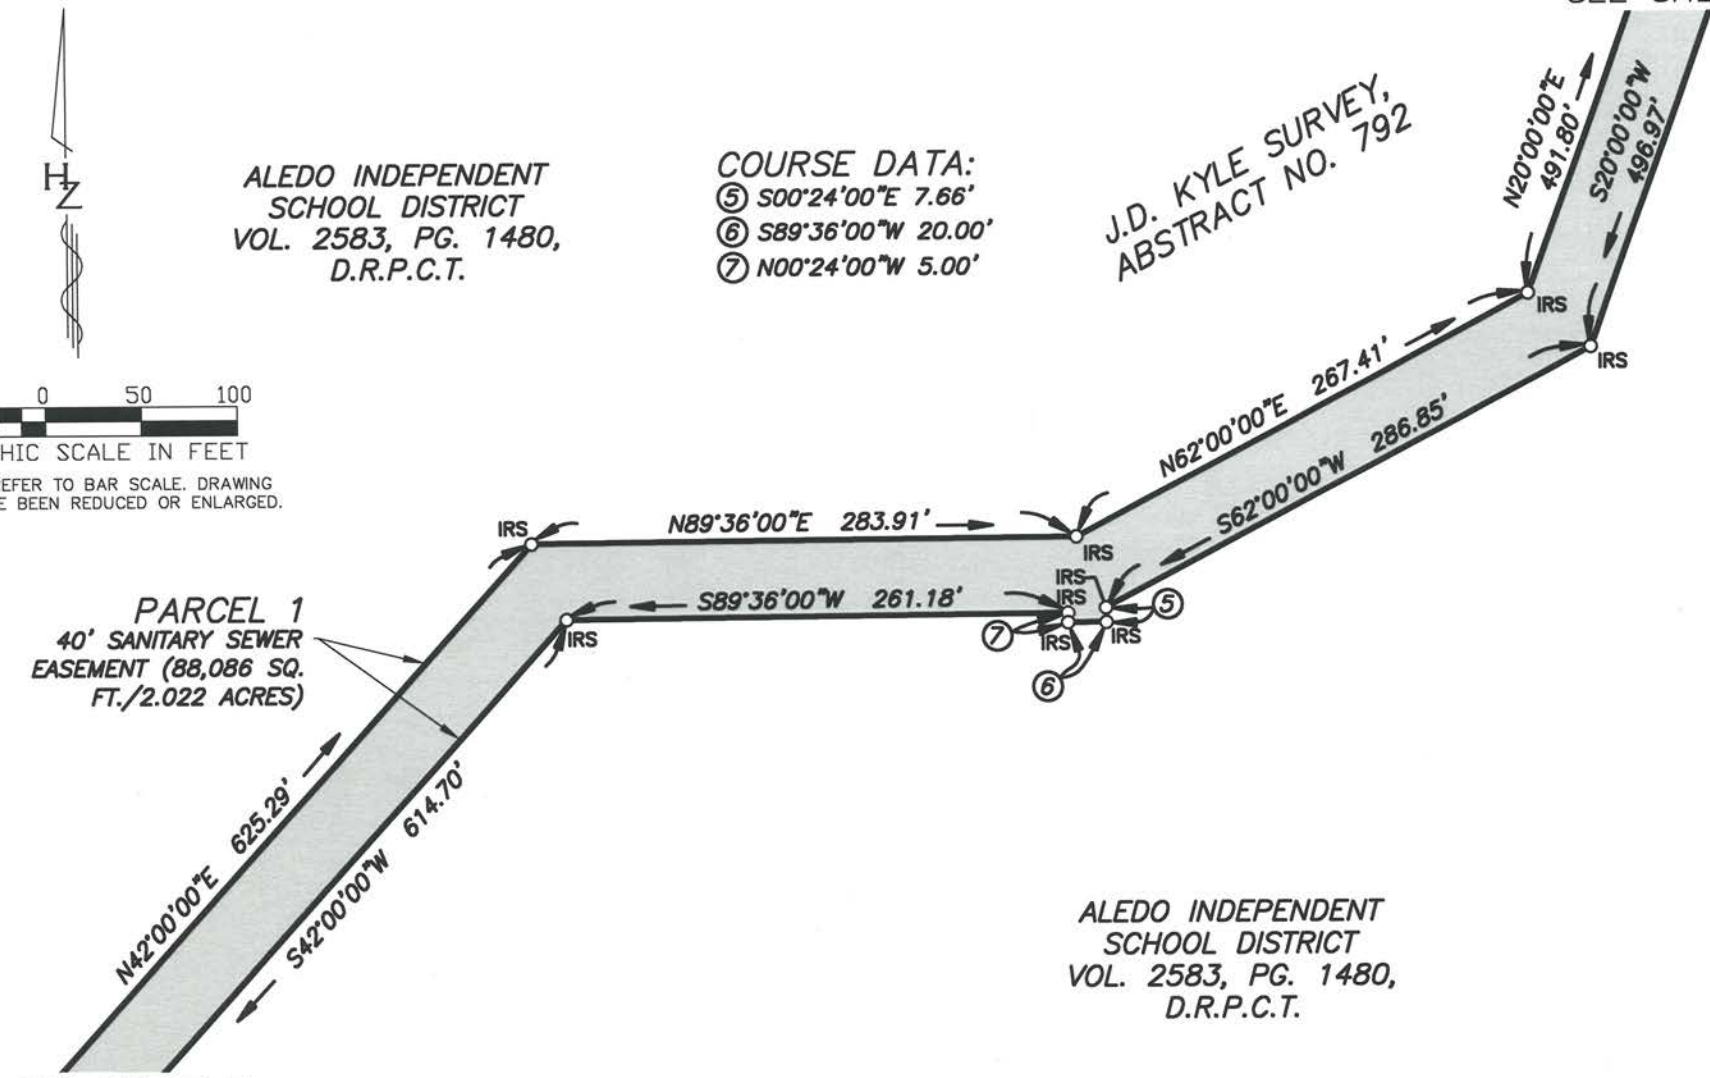 ALEDO INDEPENDENT
SCHOOL DISTRICT
VOL. 2583, PG. 1480,
D.R.P.C.T.
COURSE DATA:
⑤ S00°24'00"E 7.66'
⑥ S89°36'00"W 20.00'
⑦ N00°24'00"W 5.00'
J.D. KYLE SURVEY,
ABSTRACT NO. 792
N20°00'00"E
491.80'
S20°00'00"W
496.97'
HZ
0 50 100
HIC SCALE IN FEET
EFER TO BAR SCALE. DRAWING
E BEEN REDUCED OR ENLARGED.
IRS
IRS
N62°00'00"E 267.41'
S62°00'00"W 286.85'
IRS
N89°36'00"E 283.91'
IRS
IRS
IRS
S89°36'00"W 261.18'
⑤
IRS
⑦
IRS
IRS
⑥
PARCEL 1
40' SANITARY SEWER
EASEMENT (88,086 SQ.
FT./2.022 ACRES)
N42°00'00"E 625.29'
S42°00'00"W 614.70'
ALEDO INDEPENDENT
SCHOOL DISTRICT
VOL. 2583, PG. 1480,
D.R.P.C.T.